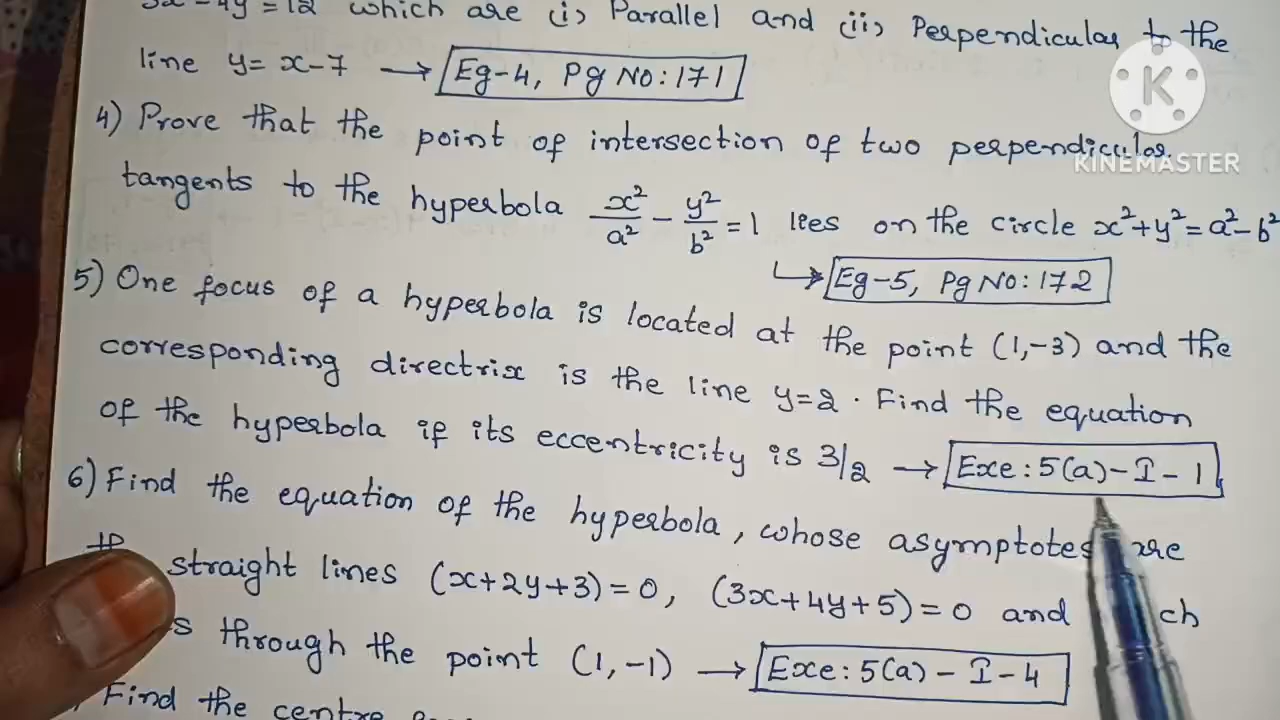 3x-4y=12 which are (i) Parallel and (ii) Perpendicular to the
line y= x-7 → Eg-4, Pg No:171
K
KINEMASTER
4) Prove that the point of intersection of two perpendicular
tangents to the hyperbola x²/a² - y²/b² = 1 lies on the circle x²+y²=a²-b²
↳ Eg-5, Pg No:172
5) One focus of a hyperbola is located at the point (1,-3) and the
corresponding directrix is the line y=2. Find the equation
of the hyperbola if its eccentricity is 3/2 → Exe:5(a)-I-1
6) Find the equation of the hyperbola, whose asymptotes are
straight lines (x+2y+3)=0, (3x+4y+5)=0 and ch
s through the point (1,-1) → Exe:5(a)-I-4
Find the centre